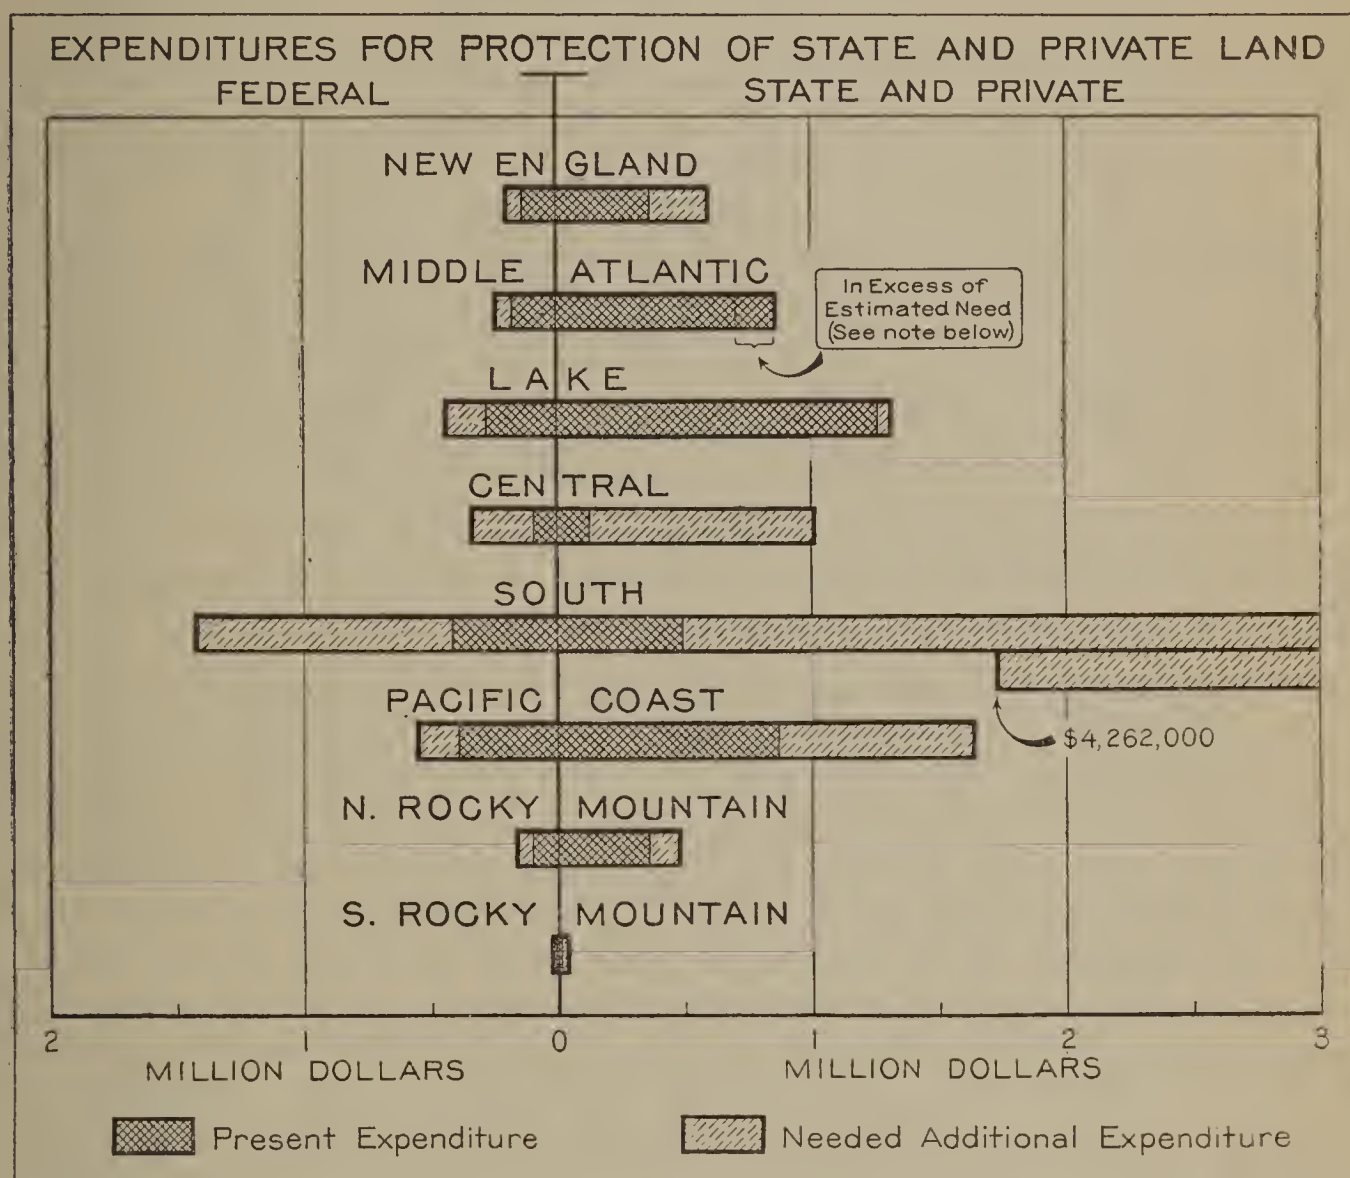 EXPENDITURES FOR PROTECTION OF STATE AND PRIVATE LAND
FEDERAL
STATE AND PRIVATE
NEW ENGLAND
MIDDLE ATLANTIC
In Excess of
Estimated Need
(See note below)
LAKE
CENTRAL
SOUTH
PACIFIC COAST
$4,262,000
N. ROCKY MOUNTAIN
S. ROCKY MOUNTAIN
2 1 0 1 2 3
MILLION DOLLARS
MILLION DOLLARS
Present Expenditure
Needed Additional Expenditure